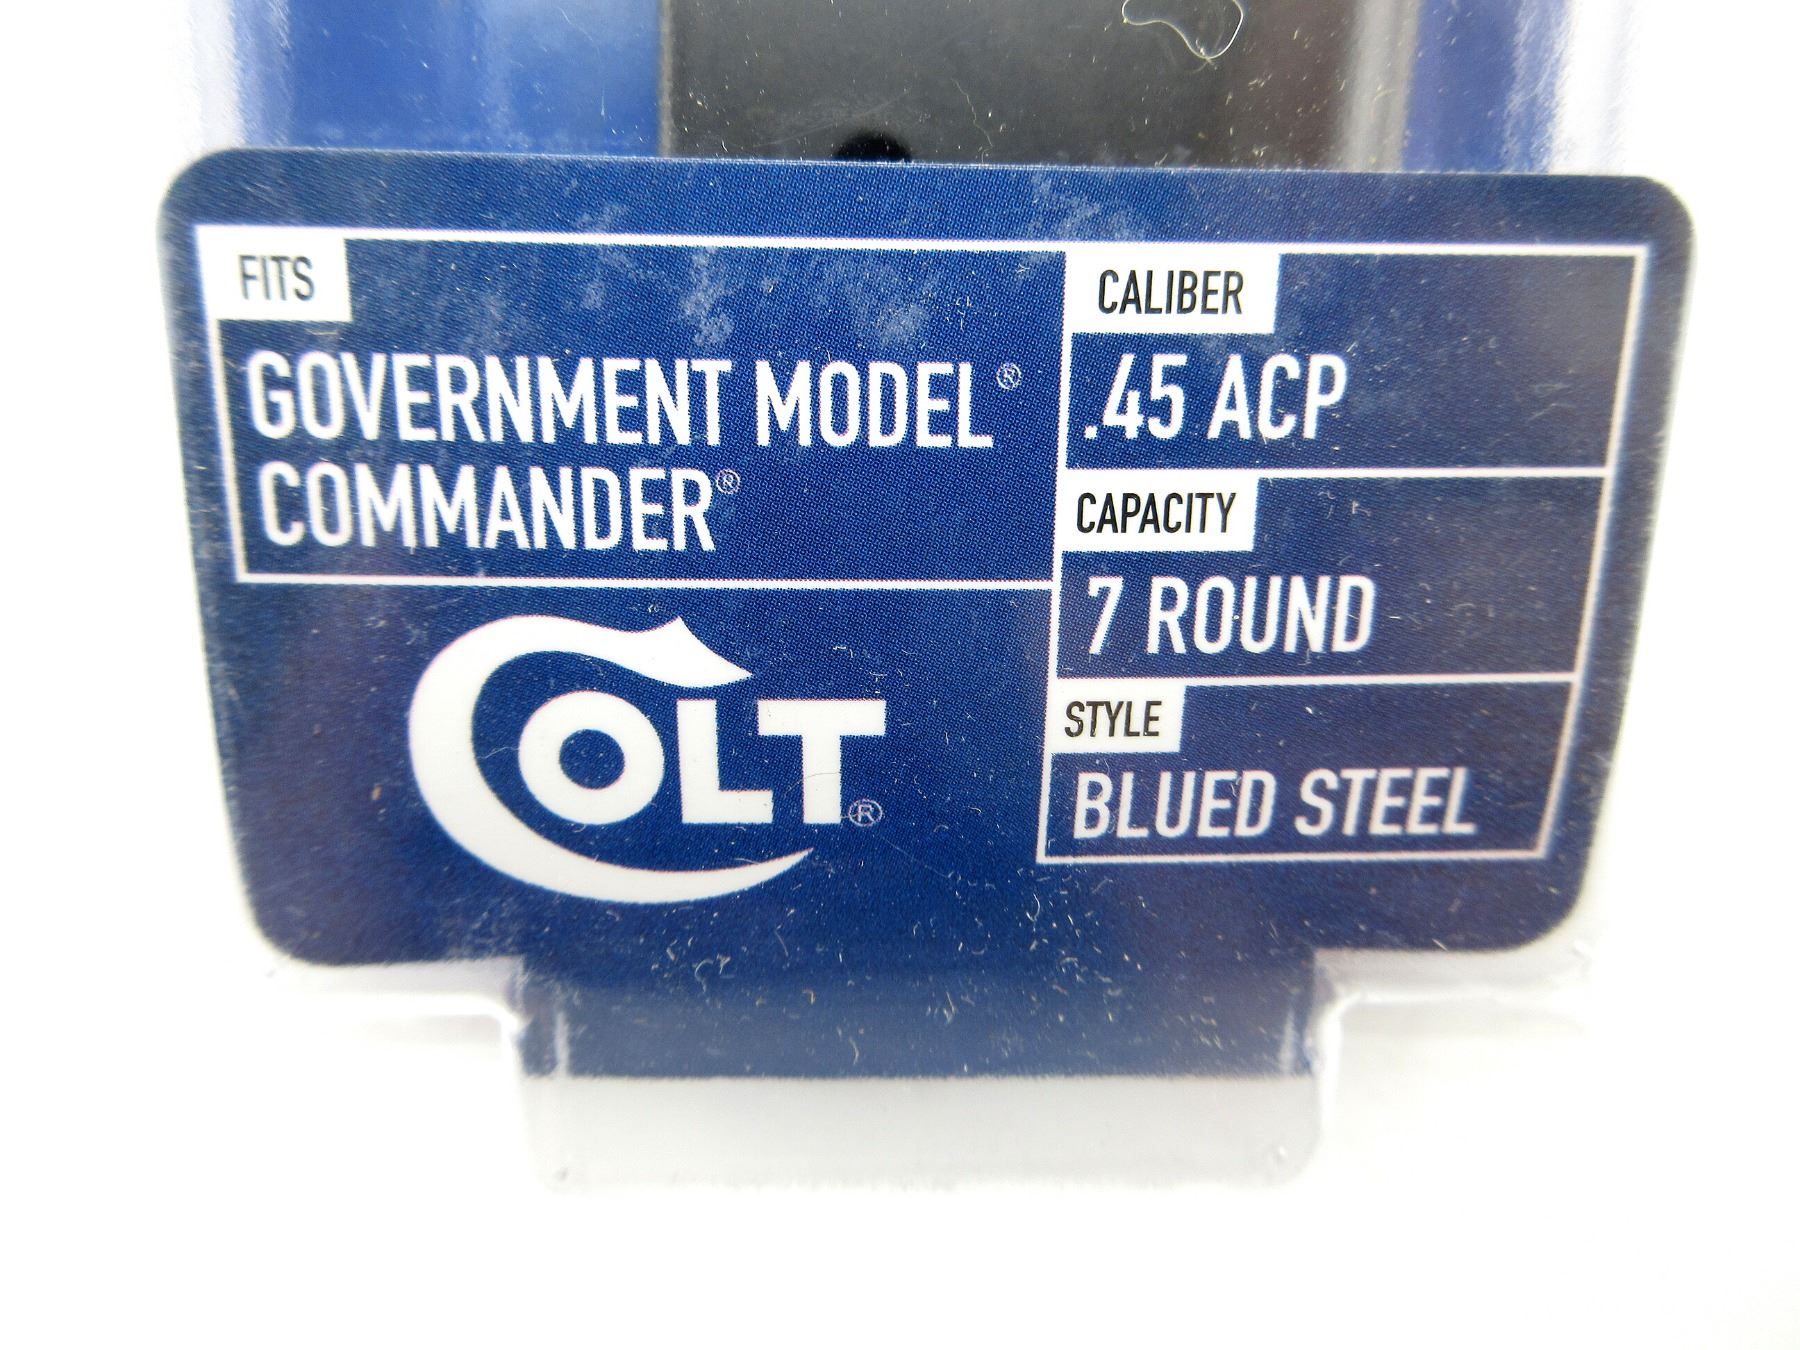 FITS
GOVERNMENT MODEL®
COMMANDER®
COLT®
CALIBER
.45 ACP
CAPACITY
7 ROUND
STYLE
BLUED STEEL